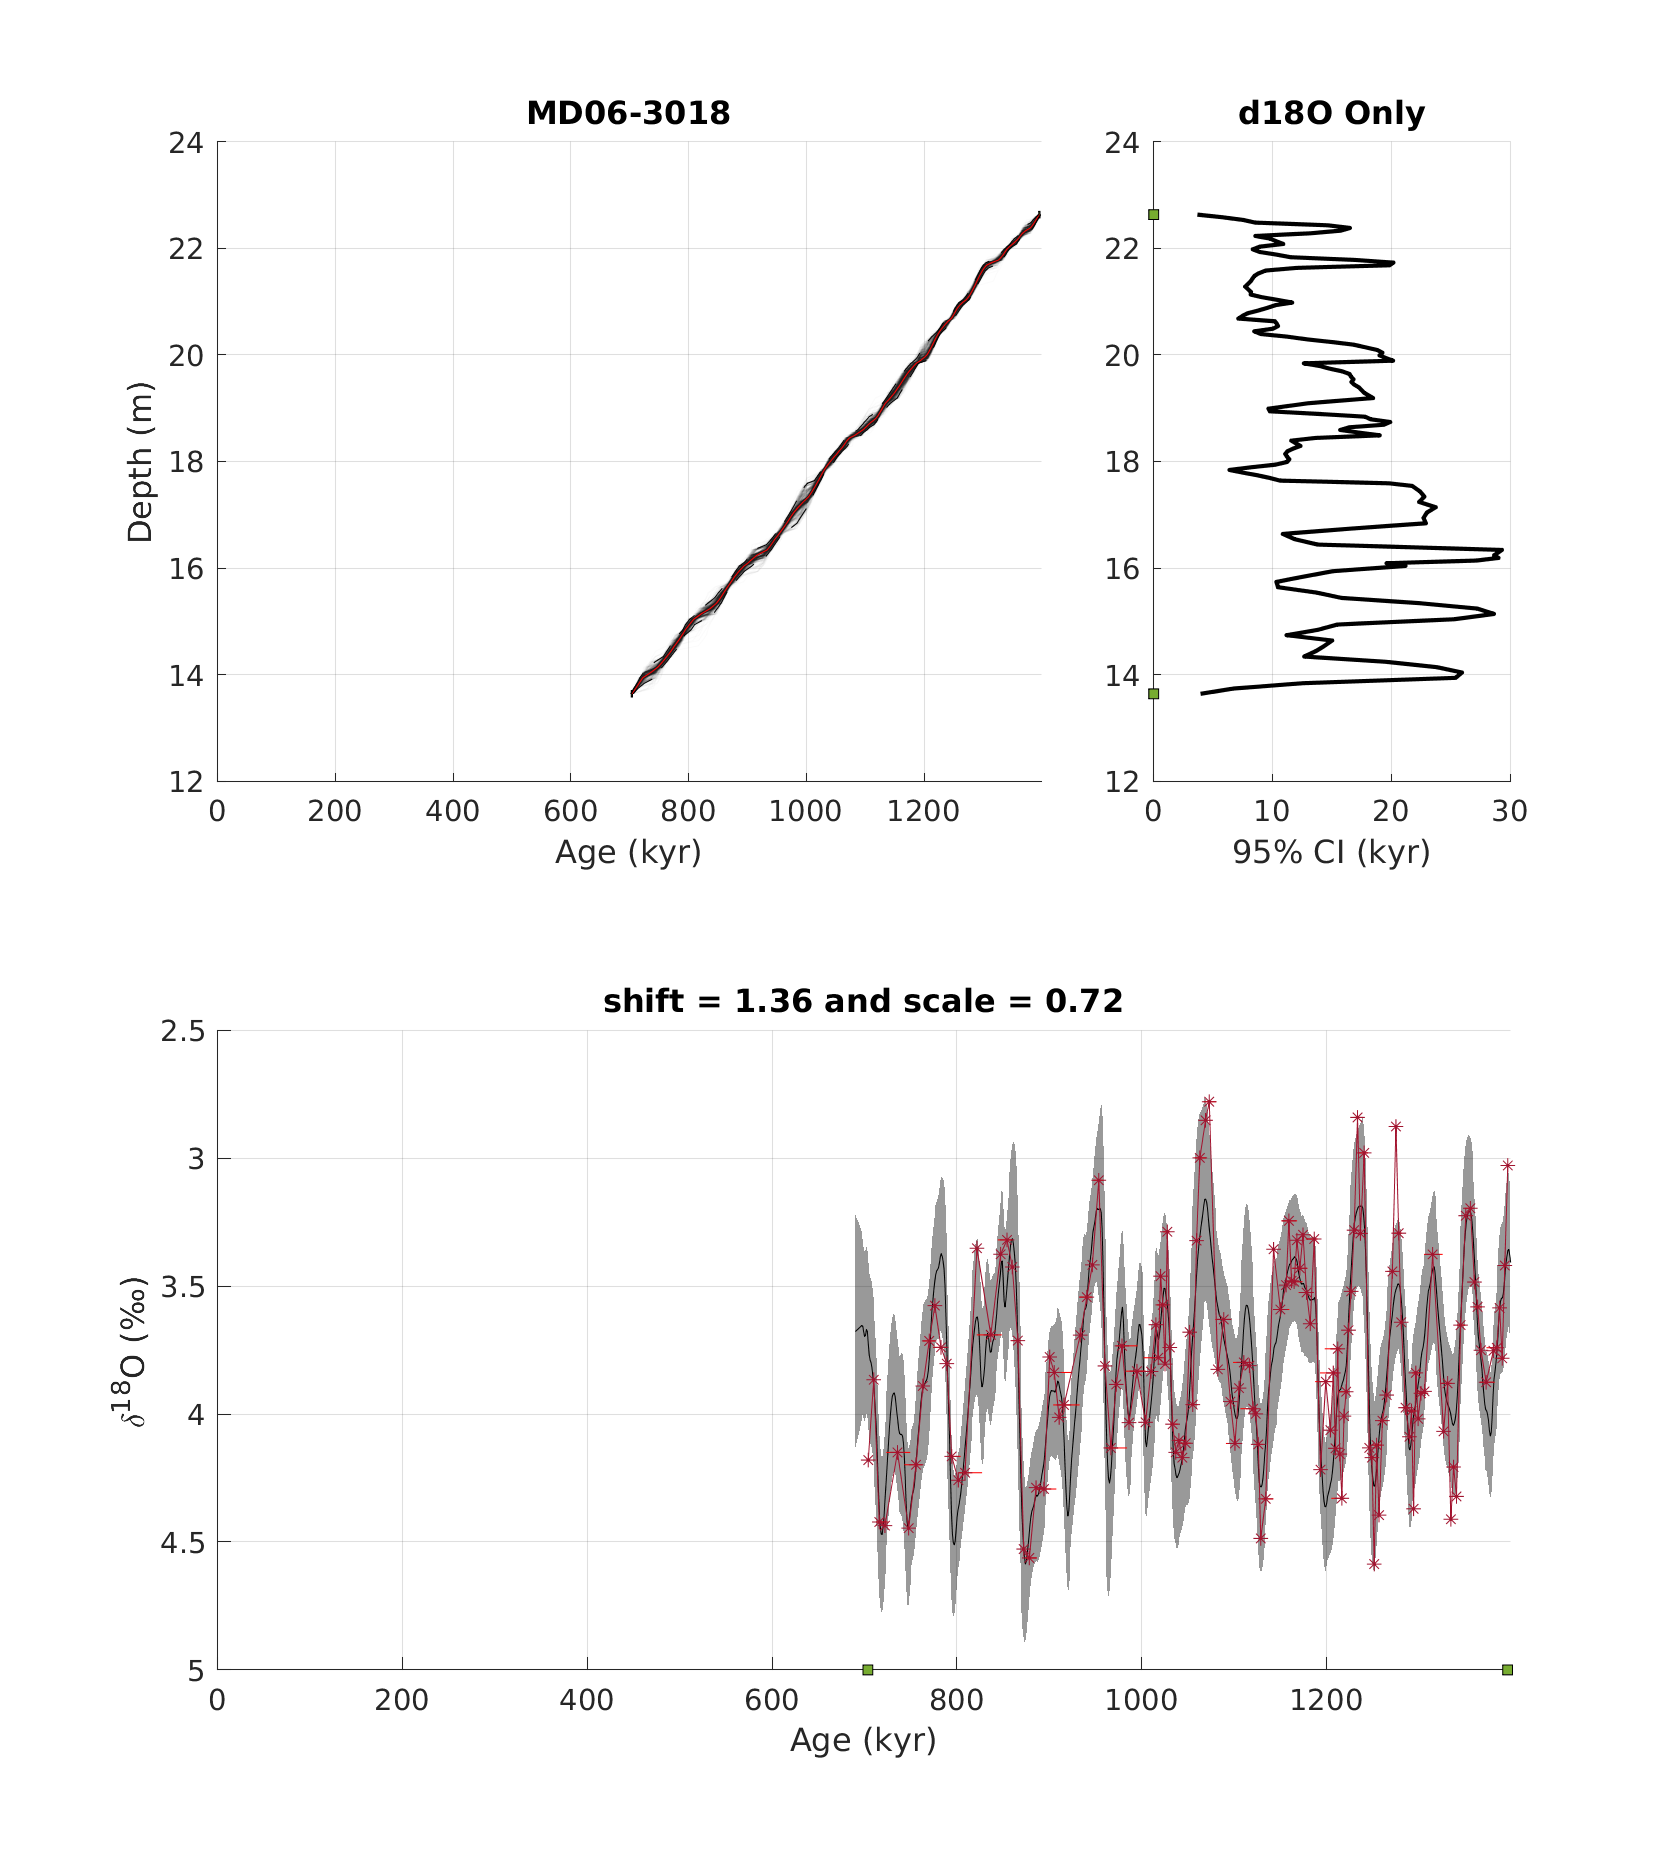 MD06-3018
d18O Only
24
22
20
18
16
14
12
Depth (m)
0 200 400 600 800 1000 1200
Age (kyr)
24
22
20
18
16
14
12
0 10 20 30
95% CI (kyr)
shift = 1.36 and scale = 0.72
2.5
3
3.5
4
4.5
5
δ18O (‰)
0 200 400 600 800 1000 1200
Age (kyr)